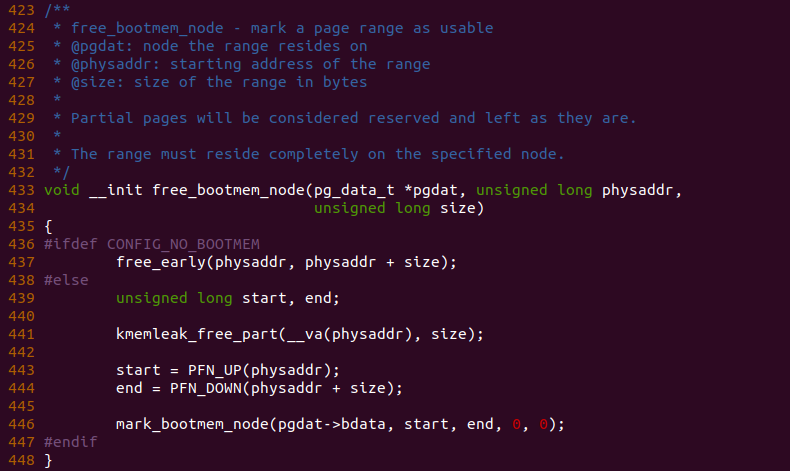 423 /**
424  * free_bootmem_node - mark a page range as usable
425  * @pgdat: node the range resides on
426  * @physaddr: starting address of the range
427  * @size: size of the range in bytes
428  *
429  * Partial pages will be considered reserved and left as they are.
430  *
431  * The range must reside completely on the specified node.
432  */
433 void __init free_bootmem_node(pg_data_t *pgdat, unsigned long physaddr,
434                               unsigned long size)
435 {
436 #ifdef CONFIG_NO_BOOTMEM
437         free_early(physaddr, physaddr + size);
438 #else
439         unsigned long start, end;
440
441         kmemleak_free_part(__va(physaddr), size);
442
443         start = PFN_UP(physaddr);
444         end = PFN_DOWN(physaddr + size);
445
446         mark_bootmem_node(pgdat->bdata, start, end, 0, 0);
447 #endif
448 }